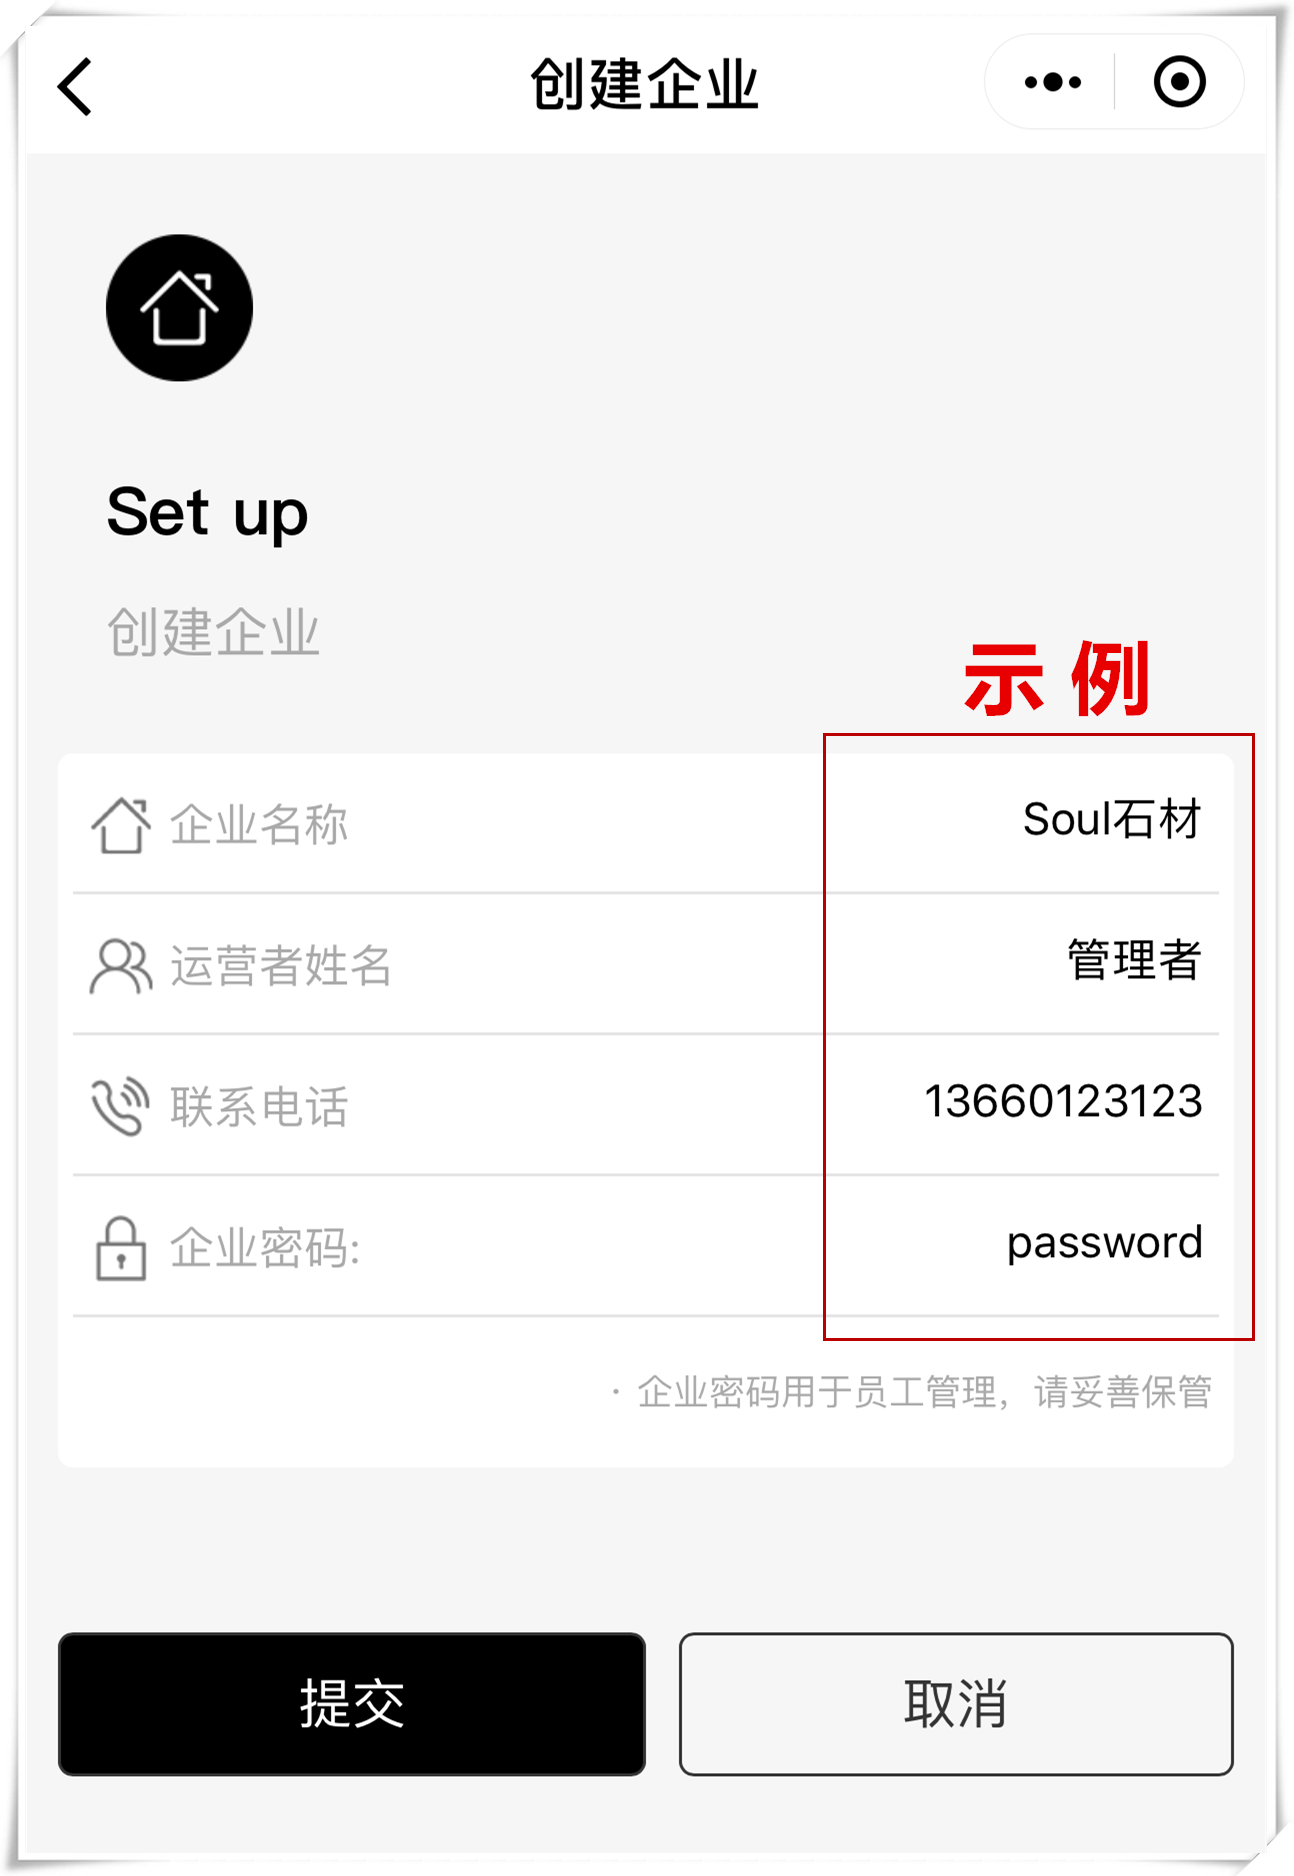 创建企业
Set up
创建企业
示例
企业名称 Soul石材
运营者姓名 管理者
联系电话 13660123123
企业密码: password
· 企业密码用于员工管理，请妥善保管
提交 取消